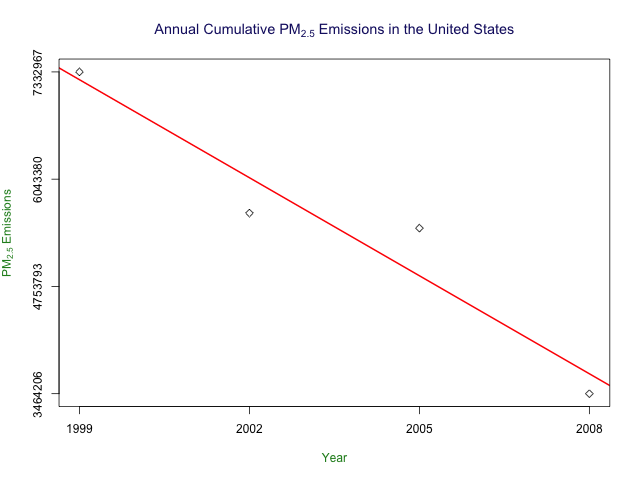 Annual Cumulative PM2.5 Emissions in the United States
PM2.5 Emissions
7332967
6043380
4753793
3464206
1999 2002 2005 2008
Year